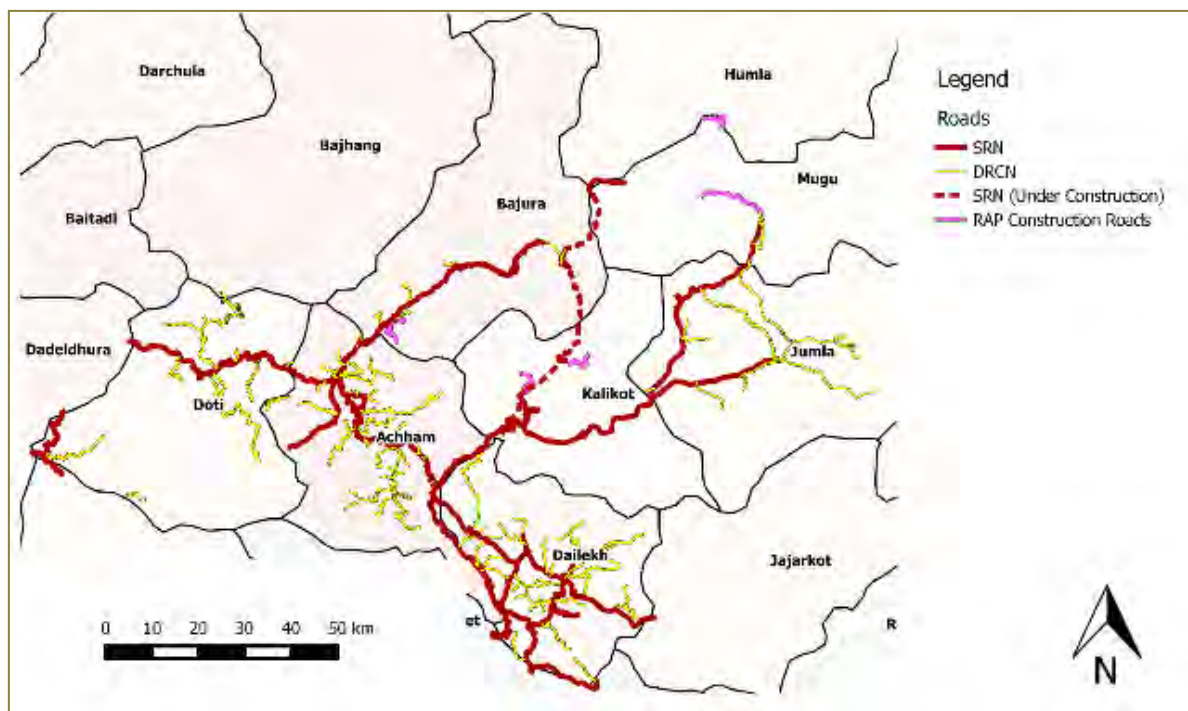 Darchula
Humla
Legend
Roads
SRN
DRCN
SRN (Under Construction)
RAP Construction Roads
Bajhang
Mugu
Baitadi
Bajura
Dadeldhura
Jumla
Kalikot
Doti
Achham
Dailekh
Jajarkot
et
R
0 10 20 30 40 50 km
N